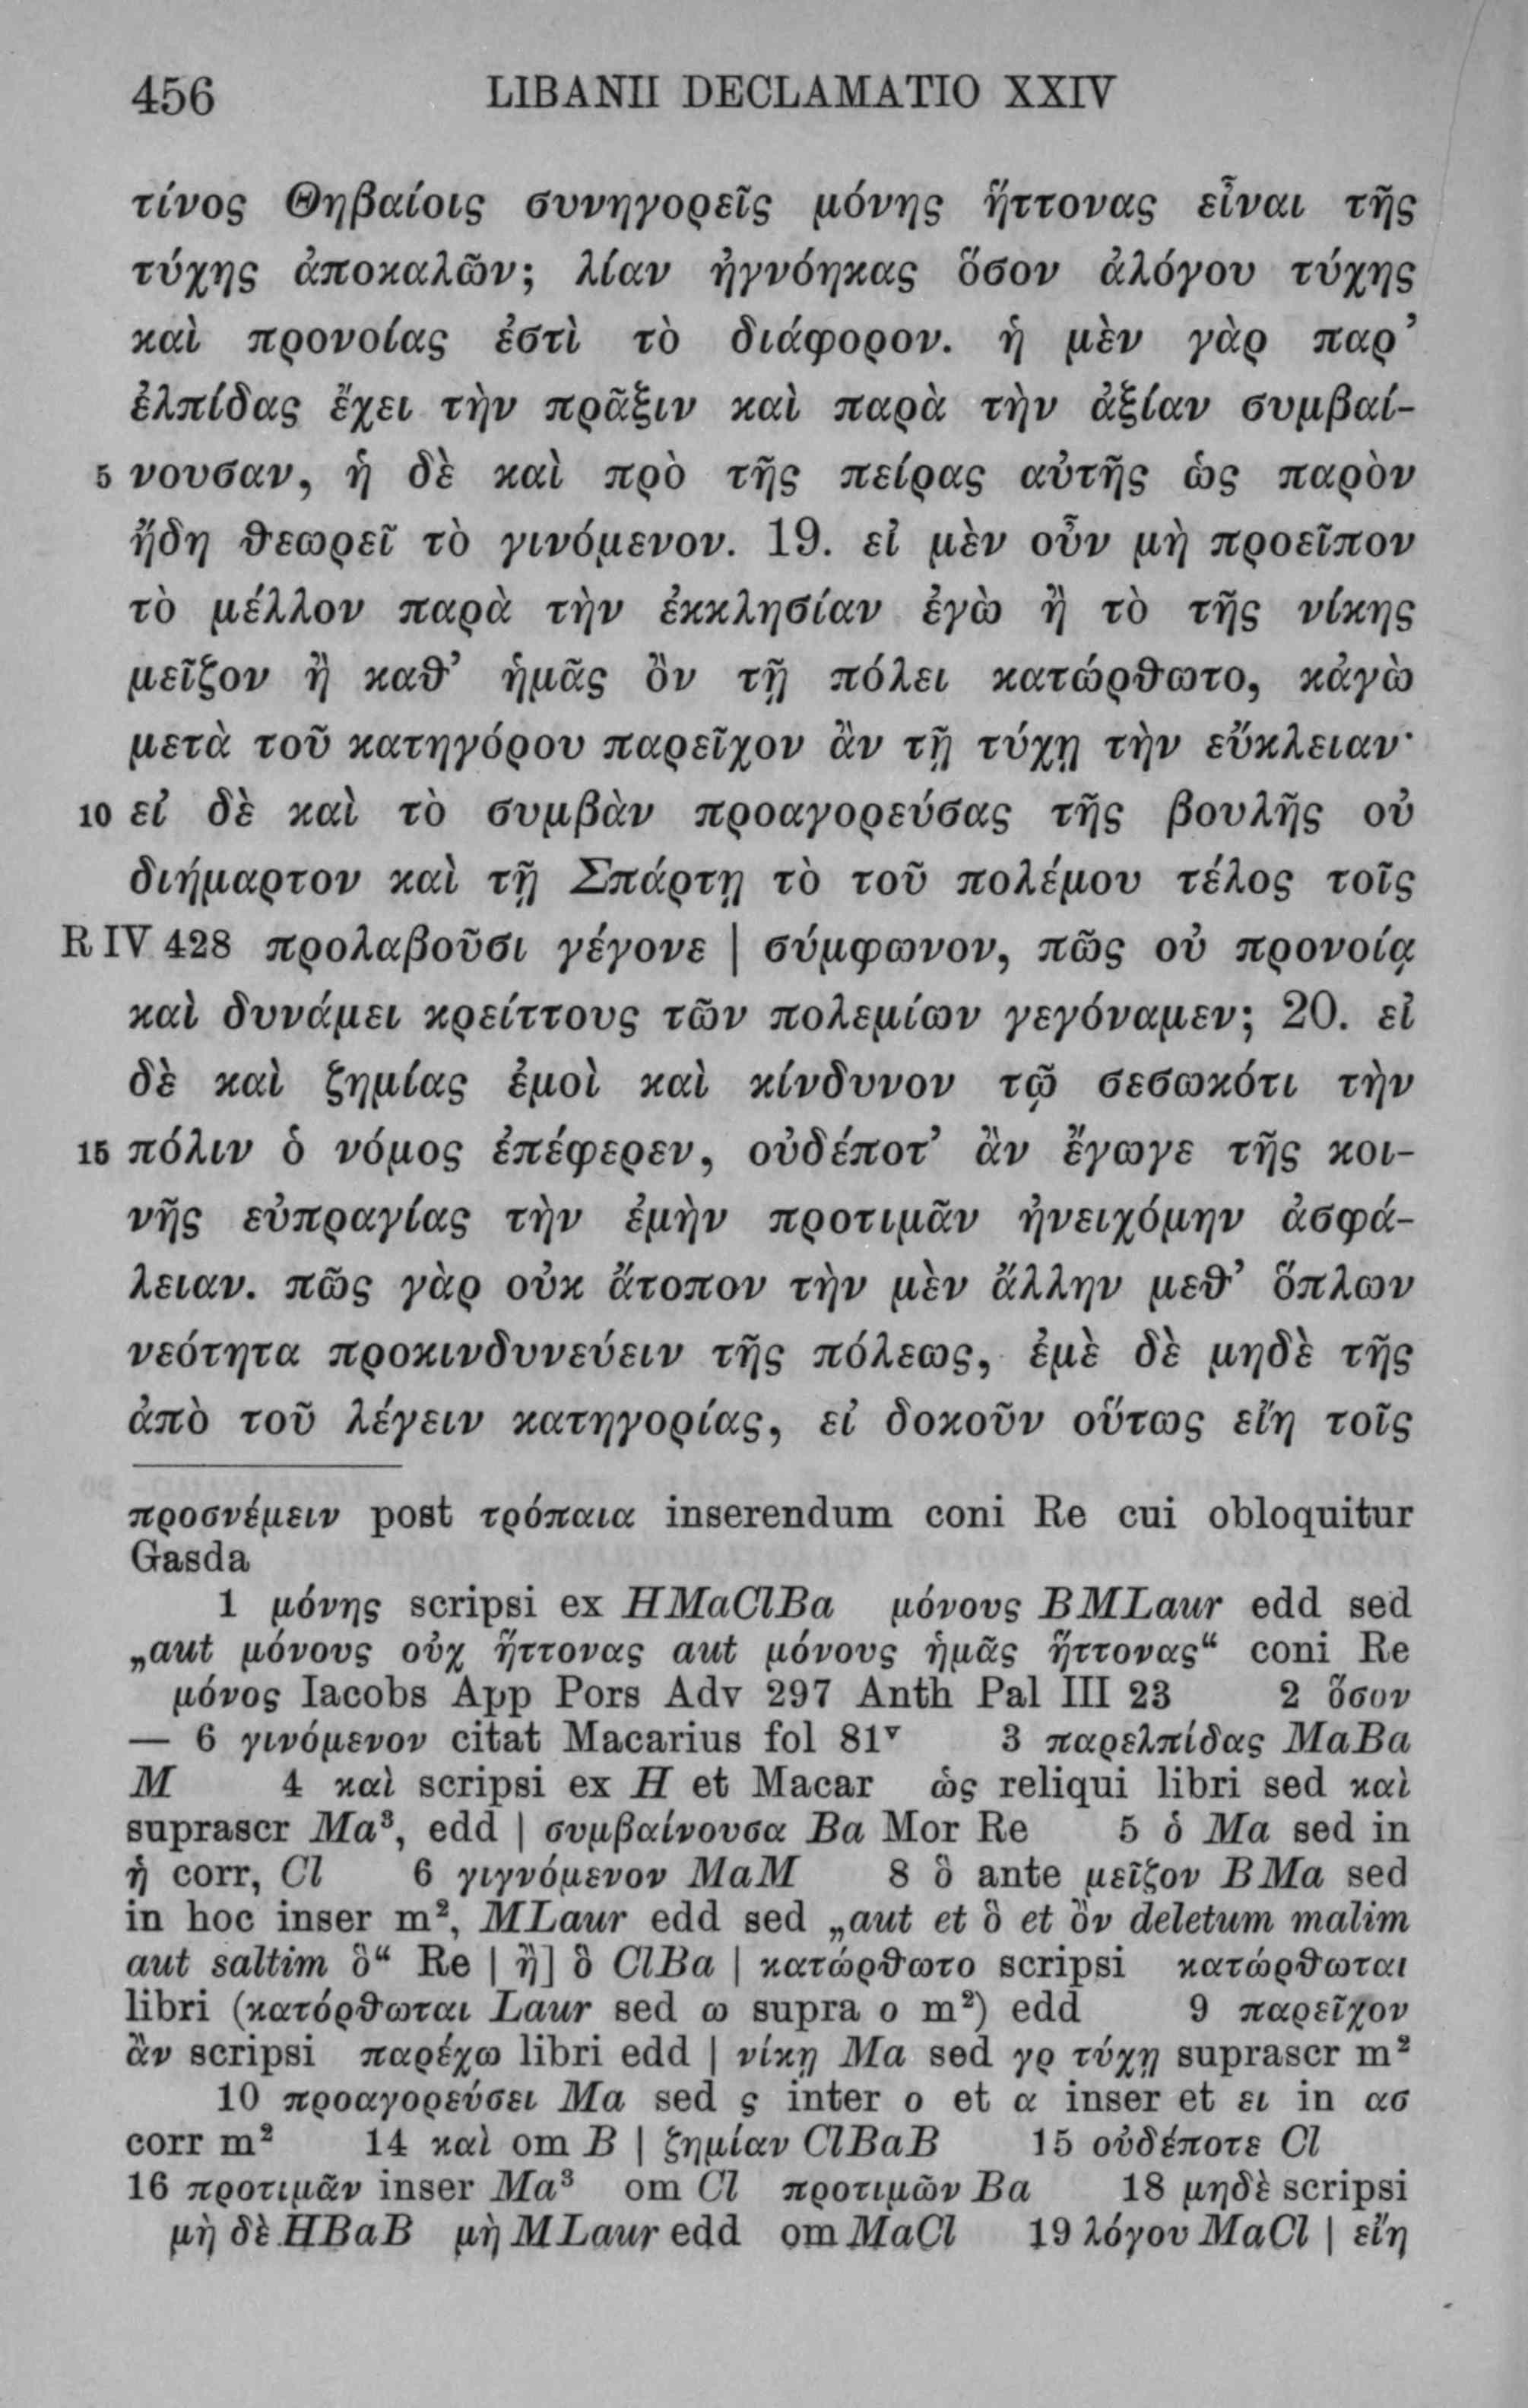 456 LIBANII DECLAMATIO XXIV
τίνος Θηβαίοις συνηγορεῖς μόνης ἥττονας εἶναι τῆς
τύχης ἀποκαλῶν; λίαν ἠγνόηκας ὅσον ἀλόγου τύχης
καὶ προνοίας ἐστὶ τὸ διάφορον. ἡ μὲν γὰρ παρ’
ἐλπίδας ἔχει τὴν πρᾶξιν καὶ παρὰ τὴν ἀξίαν συμβαί-
5 νουσαν, ἡ δὲ καὶ πρὸ τῆς πείρας αὐτῆς ὡς παρὸν
ἤδη θεωρεῖ τὸ γινόμενον. 19. εἰ μὲν οὖν μὴ προεῖπον
τὸ μέλλον παρὰ τὴν ἐκκλησίαν ἐγὼ ἢ τὸ τῆς νίκης
μεῖζον ἢ καθ’ ἡμᾶς ὂν τῇ πόλει κατώρθωτο, κἀγὼ
μετὰ τοῦ κατηγόρου παρεῖχον ἂν τῇ τύχῃ τὴν εὔκλειαν·
10 εἰ δὲ καὶ τὸ συμβὰν προαγορεύσας τῆς βουλῆς οὐ
διήμαρτον καὶ τῇ Σπάρτῃ τὸ τοῦ πολέμου τέλος τοῖς
R IV 428 προλαβοῦσι γέγονε | σύμφωνον, πῶς οὐ προνοίᾳ
καὶ δυνάμει κρείττους τῶν πολεμίων γεγόναμεν; 20. εἰ
δὲ καὶ ζημίας ἐμοὶ καὶ κίνδυνον τῷ σεσωκότι τὴν
15 πόλιν ὁ νόμος ἐπέφερεν, οὐδέποτ’ ἂν ἔγωγε τῆς κοι-
νῆς εὐπραγίας τὴν ἐμὴν προτιμᾶν ἠνειχόμην ἀσφά-
λειαν. πῶς γὰρ οὐκ ἄτοπον τὴν μὲν ἄλλην μεθ’ ὅπλων
νεότητα προκινδυνεύειν τῆς πόλεως, ἐμὲ δὲ μηδὲ τῆς
ἀπὸ τοῦ λέγειν κατηγορίας, εἰ δοκοῦν οὕτως εἴη τοῖς
προσνέμειν post τρόπαια inserendum coni Re cui obloquitur
Gasda
1 μόνης scripsi ex HMaClBa μόνους BMLaur edd sed
„aut μόνους οὐχ ἥττονας aut μόνους ἡμᾶς ἥττονας“ coni Re
μόνος Iacobs App Pors Adv 297 Anth Pal III 23 2 ὅσον
— 6 γινόμενον citat Macarius fol 81ᵛ 3 παρελπίδας MaBa
M 4 καὶ scripsi ex H et Macar ὡς reliqui libri sed καὶ
suprascr Ma³, edd | συμβαίνουσα Ba Mor Re 5 ὁ Ma sed in
ἡ corr, Cl 6 γιγνόμενον MaM 8 ὃ ante μεῖζον BMa sed
in hoc inser m², MLaur edd sed „aut et ὃ et ὂν deletum malim
aut saltim ὃ“ Re | ἢ] ὃ ClBa | κατώρθωτο scripsi κατώρθωται
libri (κατόρθωται Laur sed ω supra ο m²) edd 9 παρεῖχον
ἂν scripsi παρέχω libri edd | νίκῃ Ma sed γρ τύχῃ suprascr m²
10 προαγορεύσει Ma sed ς inter ο et α inser et ει in ασ
corr m² 14 καὶ om B | ζημίαν ClBaB 15 οὐδέποτε Cl
16 προτιμᾶν inser Ma³ om Cl προτιμῶν Ba 18 μηδὲ scripsi
μὴ δὲ HBaB μὴ MLaur edd om MaCl 19 λόγου MaCl | εἴη